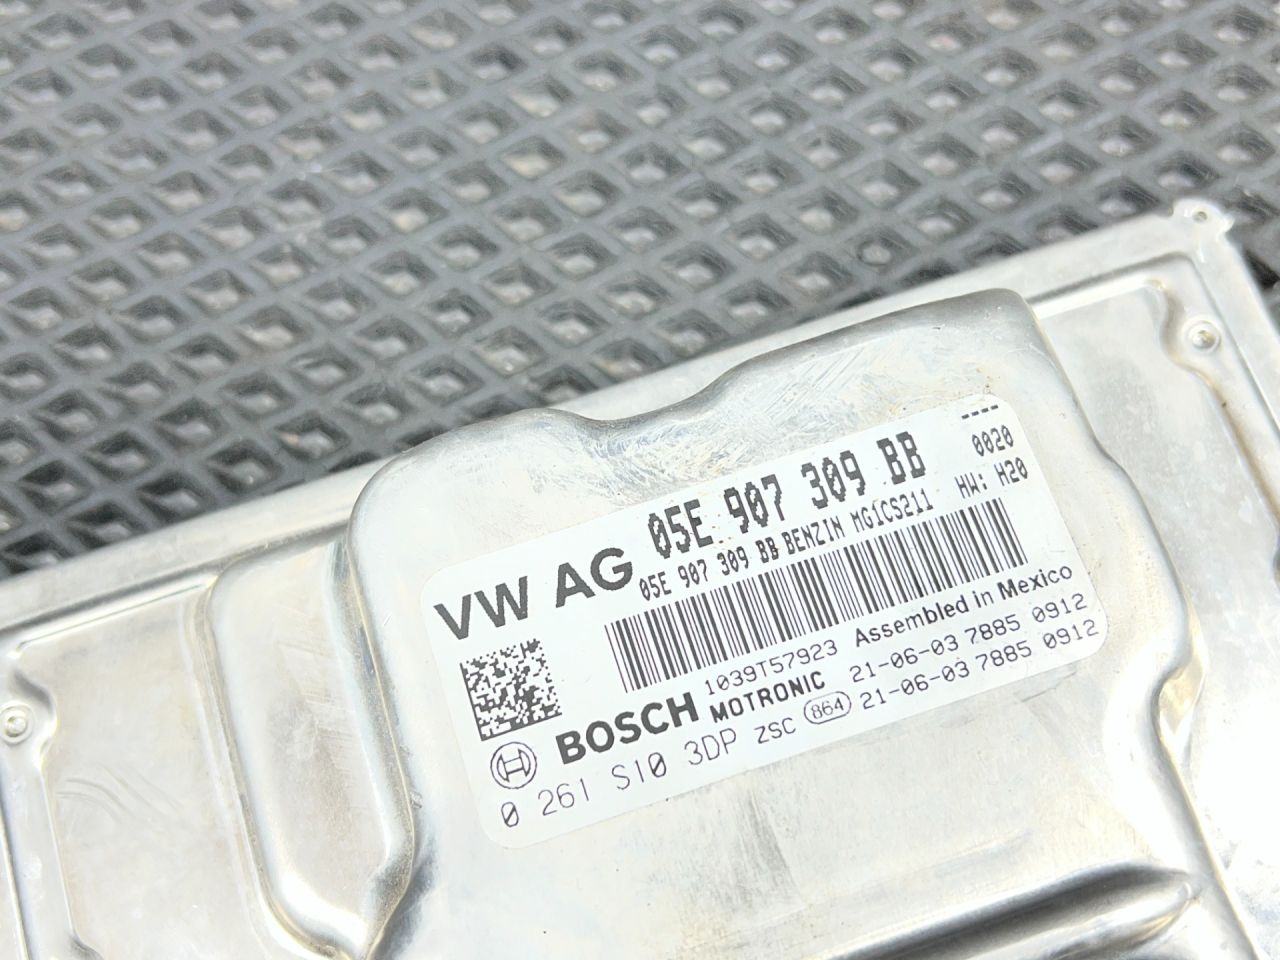 ----
VW AG 05E 907 309 BB 0020
05E 907 309 BB BENZIN MG1CS211 HW: H20
1039T57923 Assembled in Mexico
BOSCH MOTRONIC 21-06-03 7885 0912
0 261 S10 3DP ZSC 864 21-06-03 7885 0912